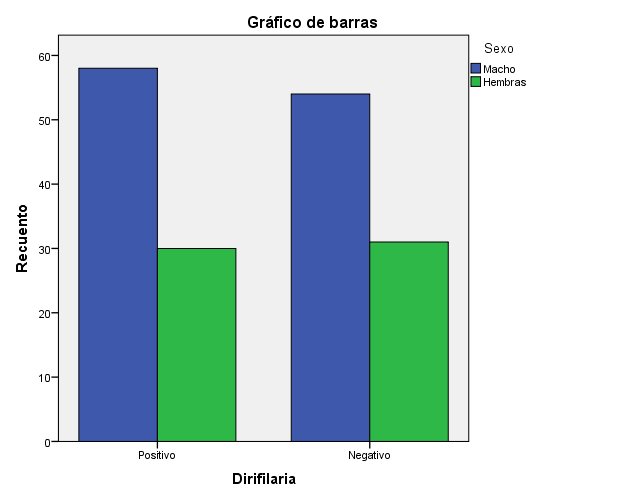 Gráfico de barras
Sexo
Macho
Hembras
Recuento
60
50
40
30
20
10
0
Positivo
Negativo
Dirifilaria